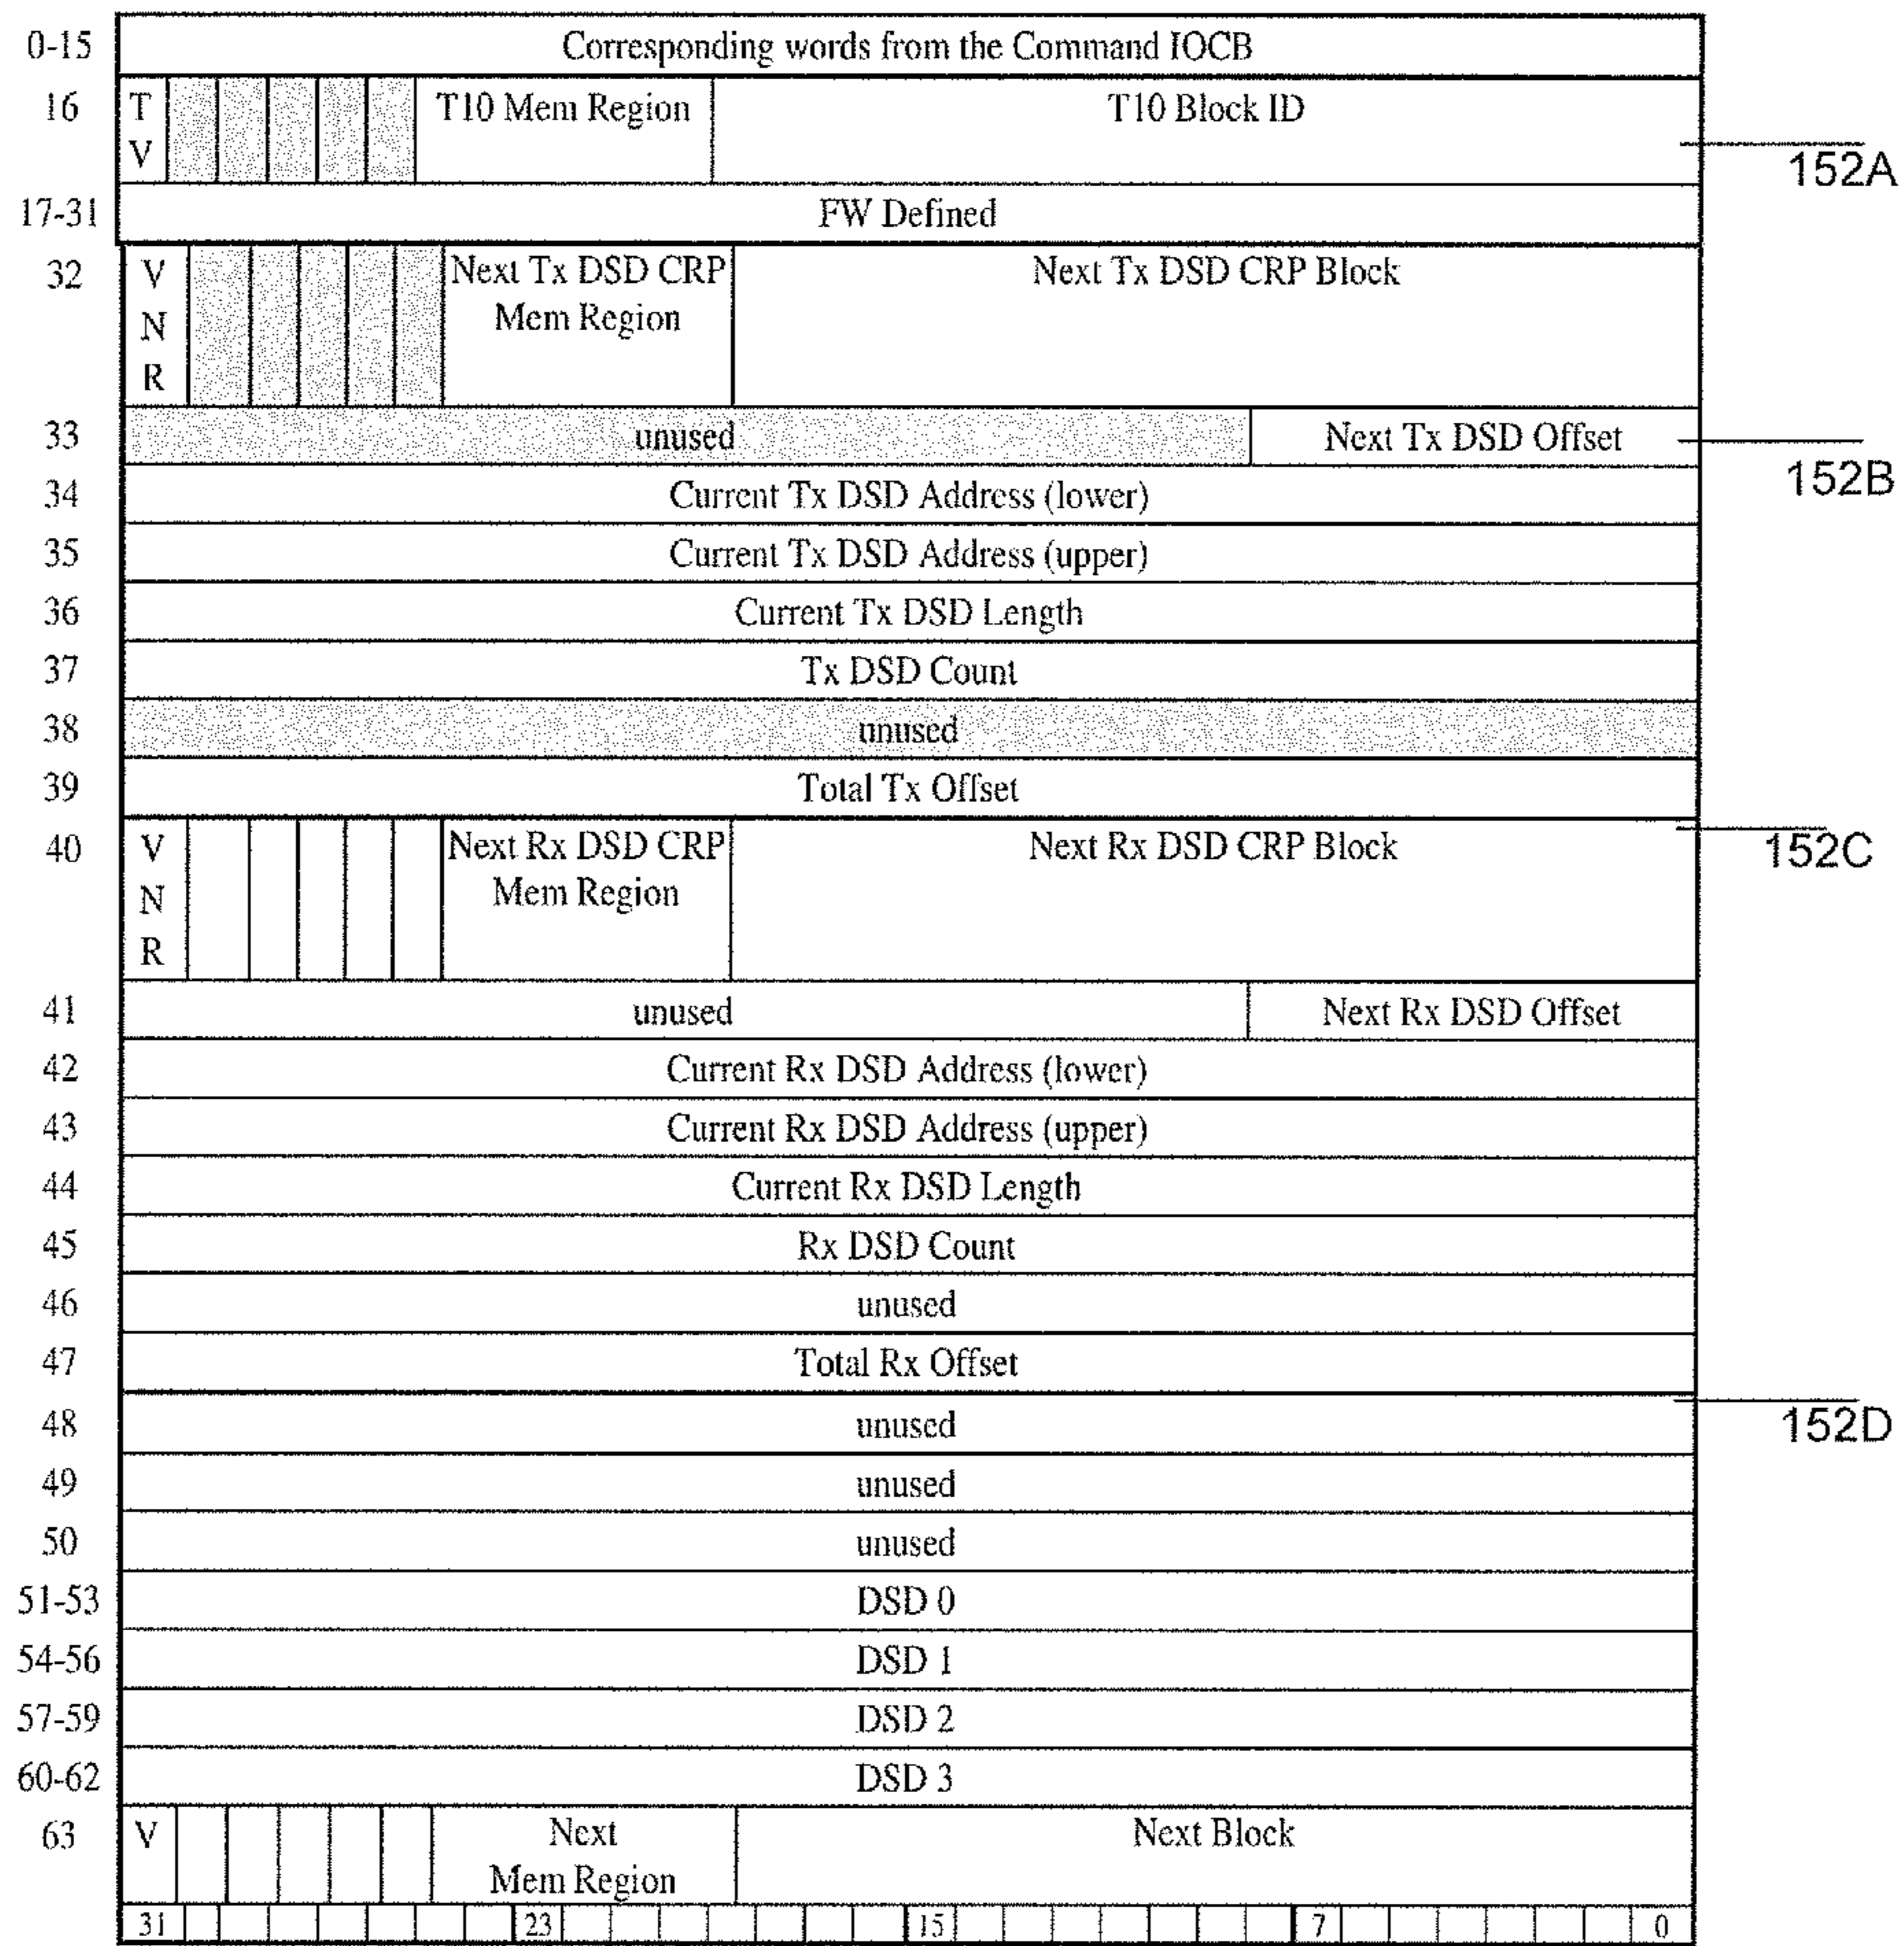 0-15 Corresponding words from the Command IOCB
16 T V T10 Mem Region T10 Block ID
152A
17-31 FW Defined
32 V N R Next Tx DSD CRP Mem Region Next Tx DSD CRP Block
33 unused Next Tx DSD Offset
152B
34 Current Tx DSD Address (lower)
35 Current Tx DSD Address (upper)
36 Current Tx DSD Length
37 Tx DSD Count
38 unused
39 Total Tx Offset
40 V N R Next Rx DSD CRP Mem Region Next Rx DSD CRP Block
152C
41 unused Next Rx DSD Offset
42 Current Rx DSD Address (lower)
43 Current Rx DSD Address (upper)
44 Current Rx DSD Length
45 Rx DSD Count
46 unused
47 Total Rx Offset
48 unused
152D
49 unused
50 unused
51-53 DSD 0
54-56 DSD 1
57-59 DSD 2
60-62 DSD 3
63 V Next Mem Region Next Block
31 23 15 7 0